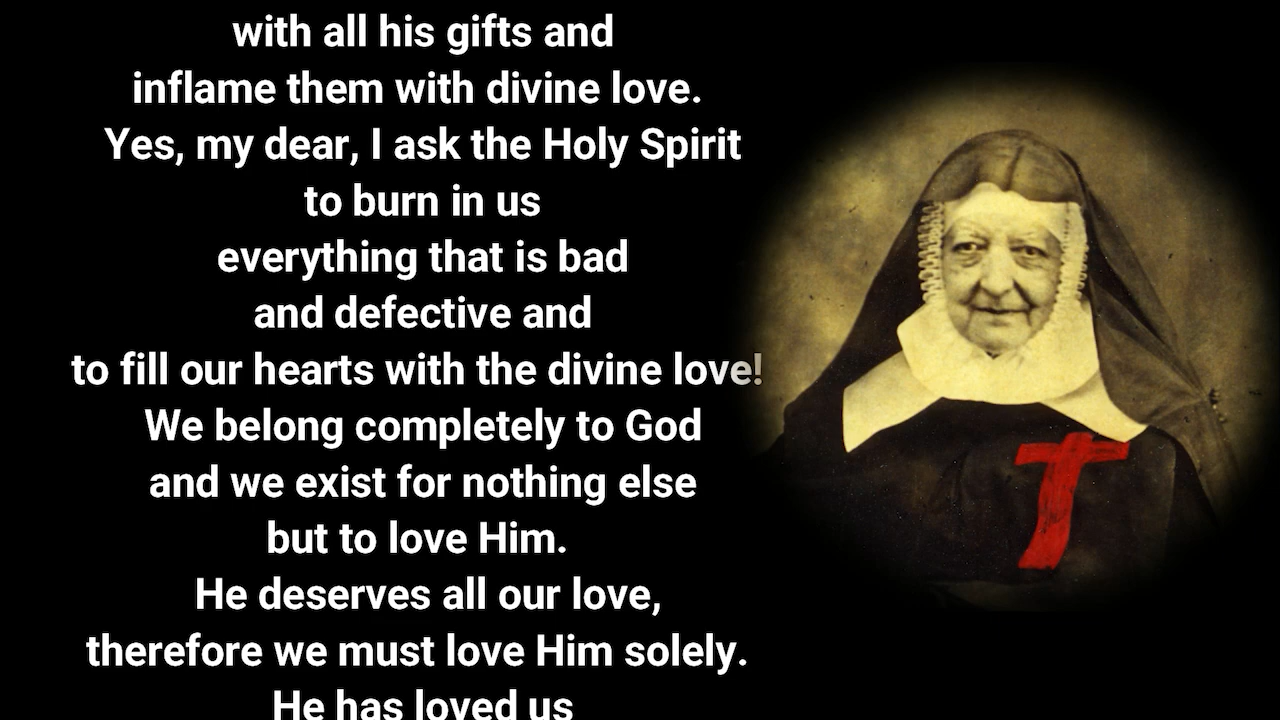 with all his gifts and
inflame them with divine love.
Yes, my dear, I ask the Holy Spirit
to burn in us
everything that is bad
and defective and
to fill our hearts with the divine love!
We belong completely to God
and we exist for nothing else
but to love Him.
He deserves all our love,
therefore we must love Him solely.
He has loved us